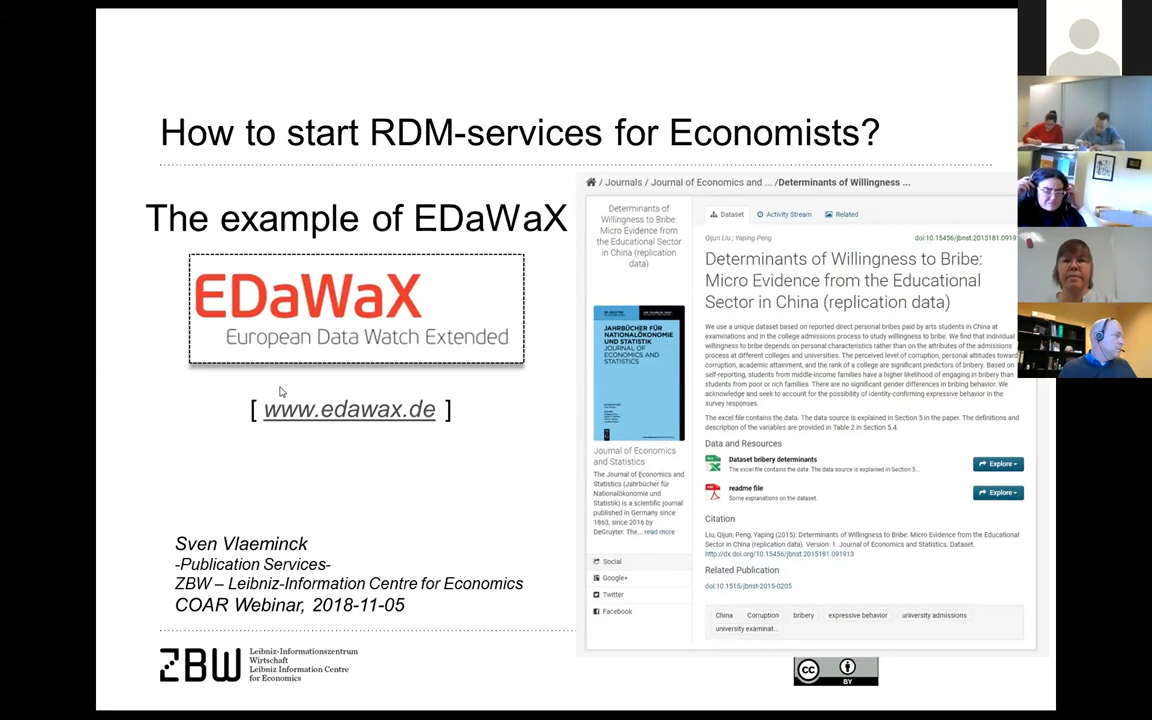 How to start RDM-services for Economists?
The example of EDaWaX
EDaWaX
European Data Watch Extended
[ www.edawax.de ]
Sven Vlaeminck
-Publication Services-
ZBW – Leibniz-Information Centre for Economics
COAR Webinar, 2018-11-05
ZBW
Leibniz-Informationszentrum
Wirtschaft
Leibniz Information Centre
for Economics
/ Journals / Journal of Economics and ... /Determinants of Willingness ...
Determinants of
Willingness to Bribe:
Micro Evidence from
the Educational Sector
in China (replication
data)
JAHRBÜCHER FÜR
NATIONALÖKONOMIE
UND STATISTIK
JOURNAL OF
ECONOMICS AND
STATISTICS
Journal of Economics
and Statistics
The Journal of Economics and
Statistics (Jahrbücher für
Nationalökonomie und
Statistik) is a scientific journal
published in Germany since
1863, since 2016 by
DeGruyter. The... read more
Social
Google+
Twitter
Facebook
Dataset Activity Stream Related
Qijun Liu ; Yaping Peng doi:10.15456/jbnst.2015181.0919
Determinants of Willingness to Bribe:
Micro Evidence from the Educational
Sector in China (replication data)
We use a unique dataset based on reported direct personal bribes paid by arts students in China at
examinations and in the college admissions process to study willingness to bribe. We find that individual
willingness to bribe depends on personal characteristics rather than on the attributes of the admissions
process at different colleges and universities. The perceived level of corruption, personal attitudes toward
corruption, academic attainment, and the rank of a college are significant predictors of bribery. Based on
self-reporting, students from middle-income families have a higher likelihood of engaging in bribery than
students from poor or rich families. There are no significant gender differences in bribing behavior. We
acknowledge and seek to account for the possibility of identity-confirming expressive behavior in the
survey responses.
The excel file contains the data. The data source is explained in Section 5 in the paper. The definitions and
description of the variables are provided in Table 2 in Section 5.4.
Data and Resources
Dataset bribery determinants
The excel file contains the data. The data source is explained in Section 5...
Explore
readme file
Some explanations on the dataset.
Explore
Citation
Liu, Qijun, Peng, Yaping (2015): Determinants of Willingness to Bribe: Micro Evidence from the Educational
Sector in China (replication data). Version: 1. Journal of Economics and Statistics. Dataset.
http://dx.doi.org/10.15456/jbnst.2015181.091913
Related Publication
doi:10.1515/jbnst-2015-0205
China Corruption bribery expressive behavior university admissions
university examinat...
CC BY